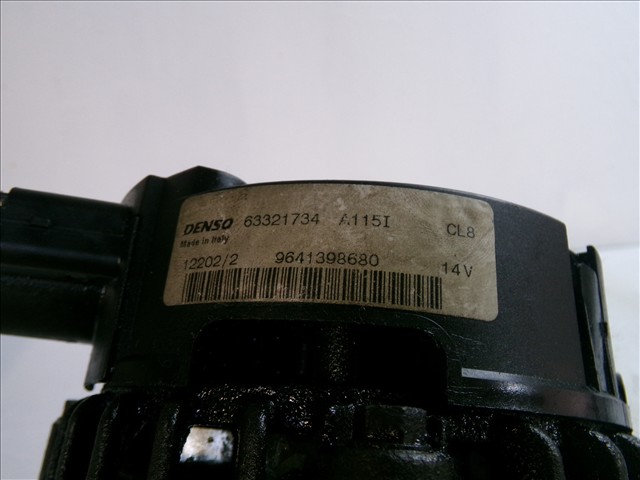 DENSO 63321734 A115I CL8
Made in Italy
12202/2 9641398680 14V